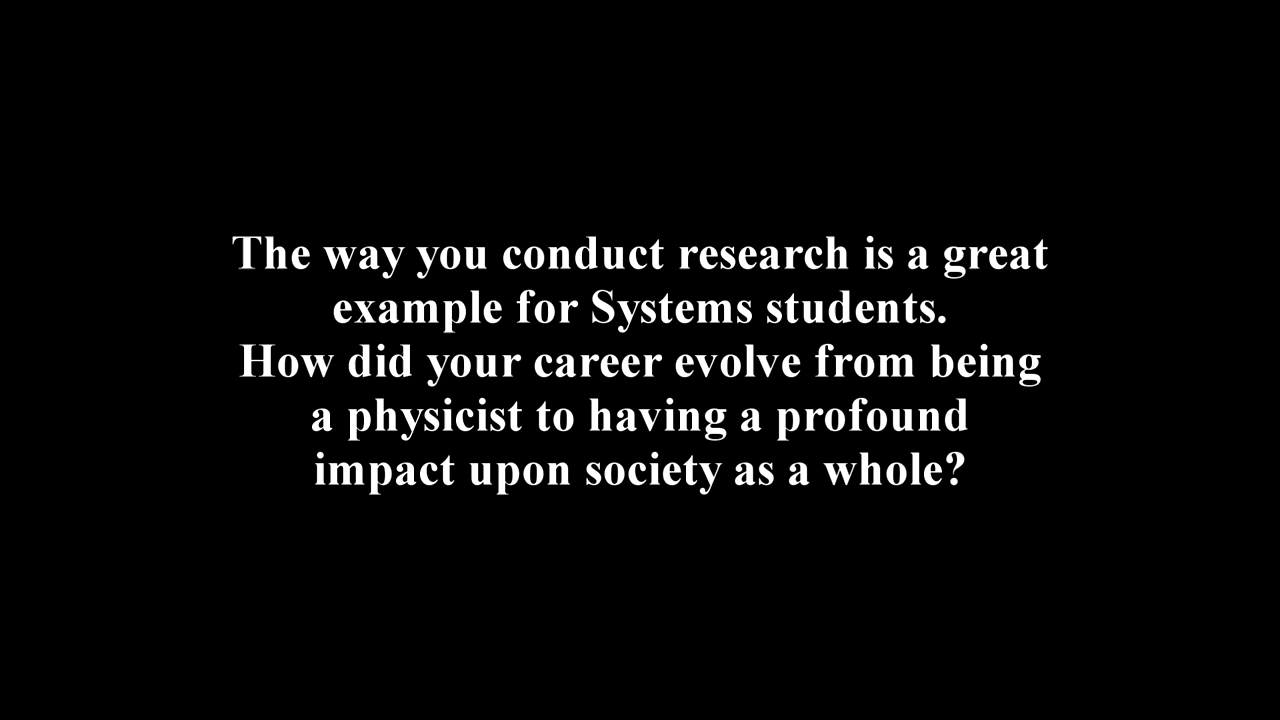 The way you conduct research is a great
example for Systems students.
How did your career evolve from being
a physicist to having a profound
impact upon society as a whole?